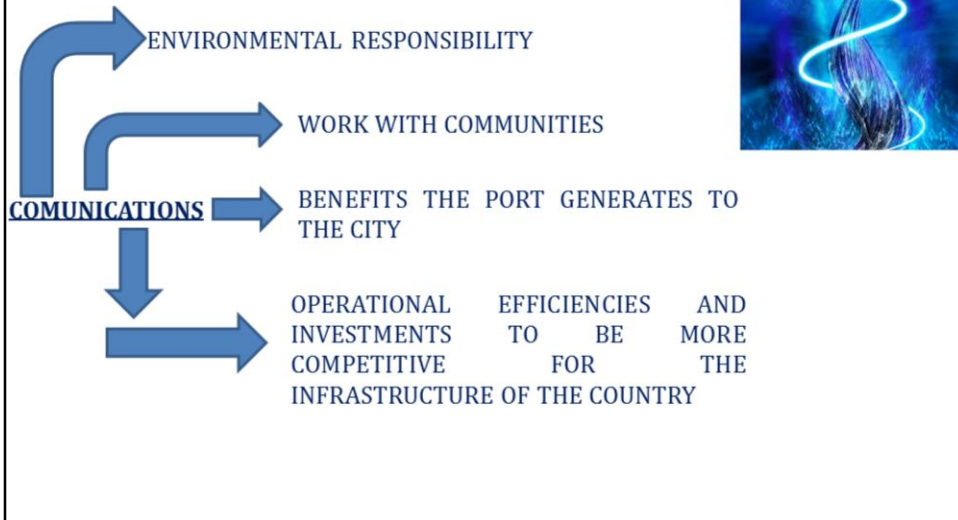 ENVIRONMENTAL RESPONSIBILITY
WORK WITH COMMUNITIES
COMUNICATIONS
BENEFITS THE PORT GENERATES TO
THE CITY
OPERATIONAL EFFICIENCIES AND
INVESTMENTS TO BE MORE
COMPETITIVE FOR THE
INFRASTRUCTURE OF THE COUNTRY